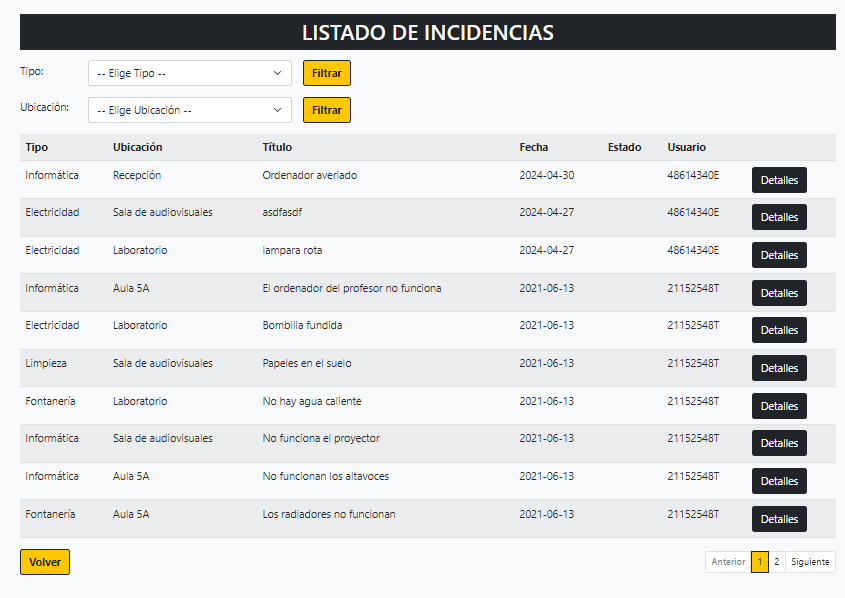 LISTADO DE INCIDENCIAS
Tipo: -- Elige Tipo -- Filtrar
Ubicación: -- Elige Ubicación -- Filtrar
Tipo Ubicación Título Fecha Estado Usuario
Informática Recepción Ordenador averiado 2024-04-30 48614340E Detalles
Electricidad Sala de audiovisuales asdfasdf 2024-04-27 48614340E Detalles
Electricidad Laboratorio lampara rota 2024-04-27 48614340E Detalles
Informática Aula 5A El ordenador del profesor no funciona 2021-06-13 21152548T Detalles
Electricidad Laboratorio Bombilla fundida 2021-06-13 21152548T Detalles
Limpieza Sala de audiovisuales Papeles en el suelo 2021-06-13 21152548T Detalles
Fontanería Laboratorio No hay agua caliente 2021-06-13 21152548T Detalles
Informática Sala de audiovisuales No funciona el proyector 2021-06-13 21152548T Detalles
Informática Aula 5A No funcionan los altavoces 2021-06-13 21152548T Detalles
Fontanería Aula 5A Los radiadores no funcionan 2021-06-13 21152548T Detalles
Volver Anterior 1 2 Siguiente